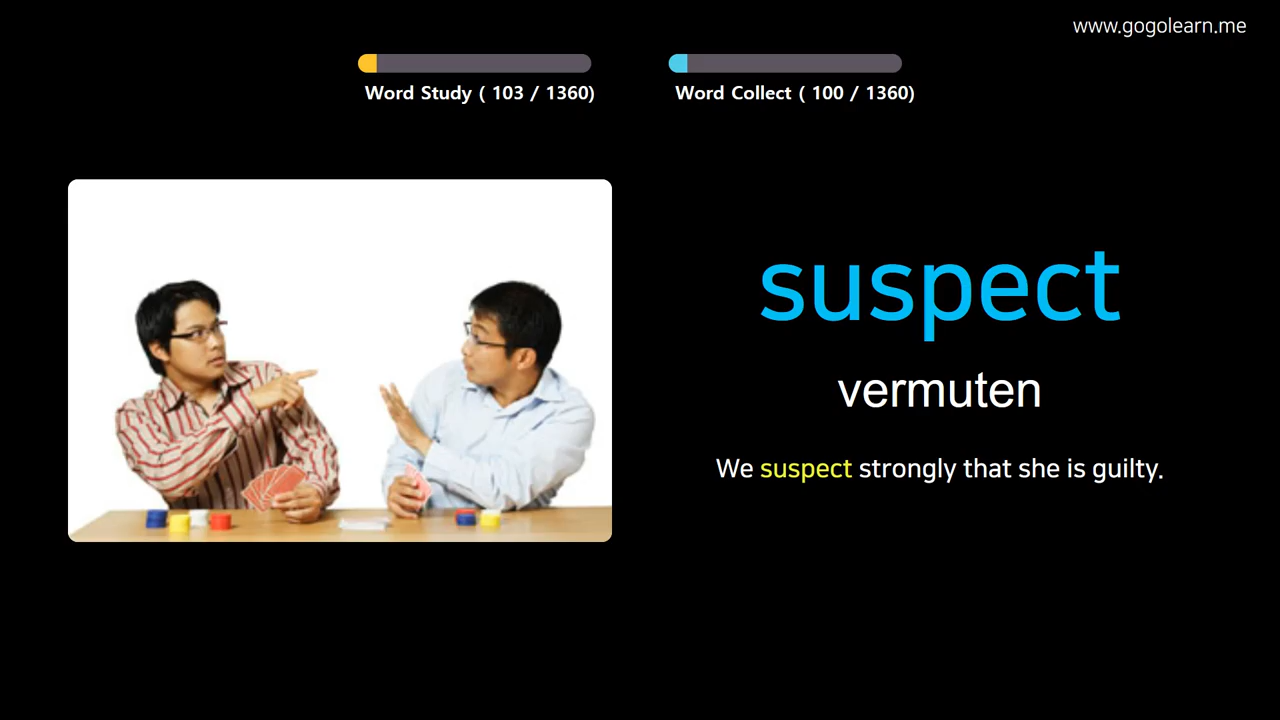 www.gogolearn.me
Word Study ( 103 / 1360)
Word Collect ( 100 / 1360)
suspect
vermuten
We suspect strongly that she is guilty.